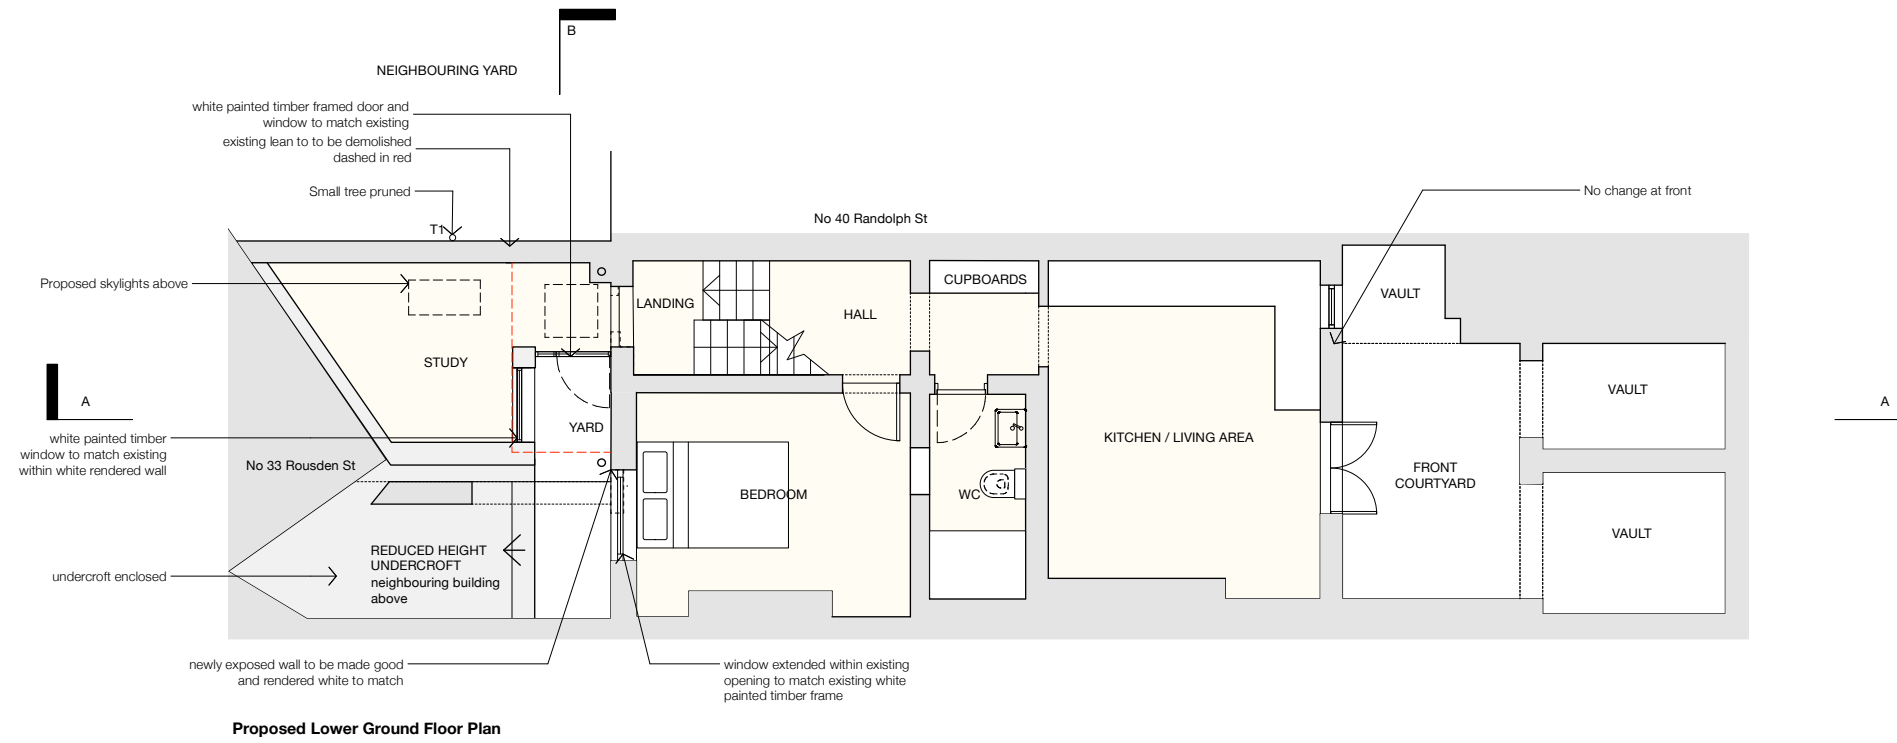 B
NEIGHBOURING YARD
white painted timber framed door and
window to match existing
existing lean to to be demolished
dashed in red
Small tree pruned
T1
No 40 Randolph St
No change at front
Proposed skylights above
CUPBOARDS
LANDING
HALL
VAULT
STUDY
VAULT
A
A
YARD
white painted timber
window to match existing
within white rendered wall
No 33 Rousden St
KITCHEN / LIVING AREA
FRONT
COURTYARD
BEDROOM
WC
VAULT
REDUCED HEIGHT
UNDERCROFT
neighbouring building
above
undercroft enclosed
newly exposed wall to be made good
and rendered white to match
window extended within existing
opening to match existing white
painted timber frame
Proposed Lower Ground Floor Plan